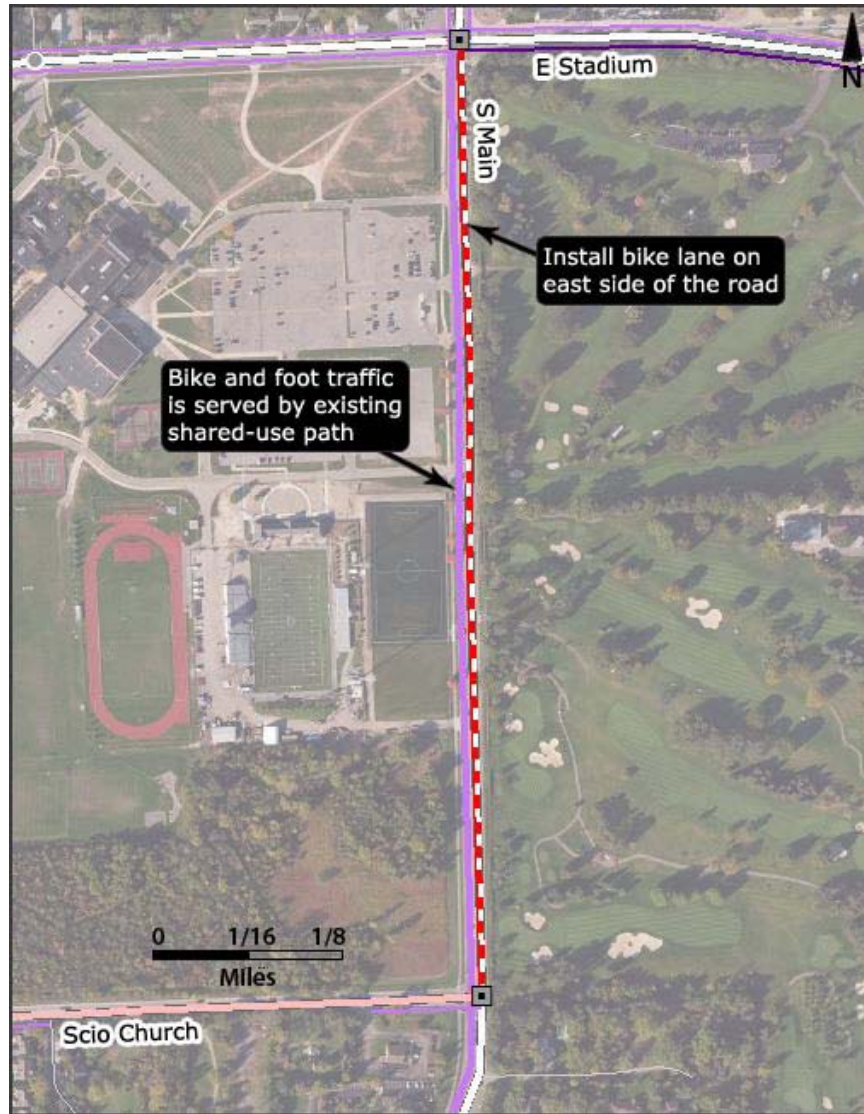 N
E Stadium
S Main
Install bike lane on
east side of the road
Bike and foot traffic
is served by existing
shared-use path
0 1/16 1/8
Miles
Scio Church